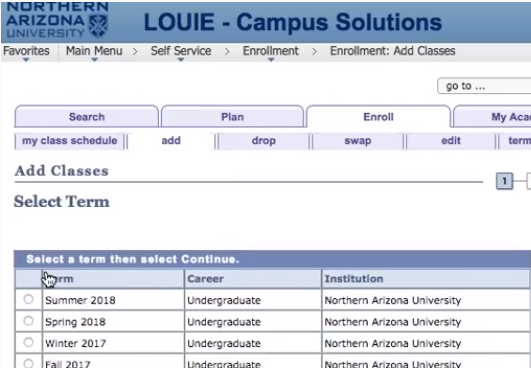 NORTHERN
ARIZONA
UNIVERSITY
LOUIE - Campus Solutions
Favorites Main Menu > Self Service > Enrollment > Enrollment: Add Classes
go to ...
Search Plan Enroll My Aca
my class schedule add drop swap edit term
Add Classes
1
Select Term
Select a term then select Continue.
Term Career Institution
Summer 2018 Undergraduate Northern Arizona University
Spring 2018 Undergraduate Northern Arizona University
Winter 2017 Undergraduate Northern Arizona University
Fall 2017 Undergraduate Northern Arizona University